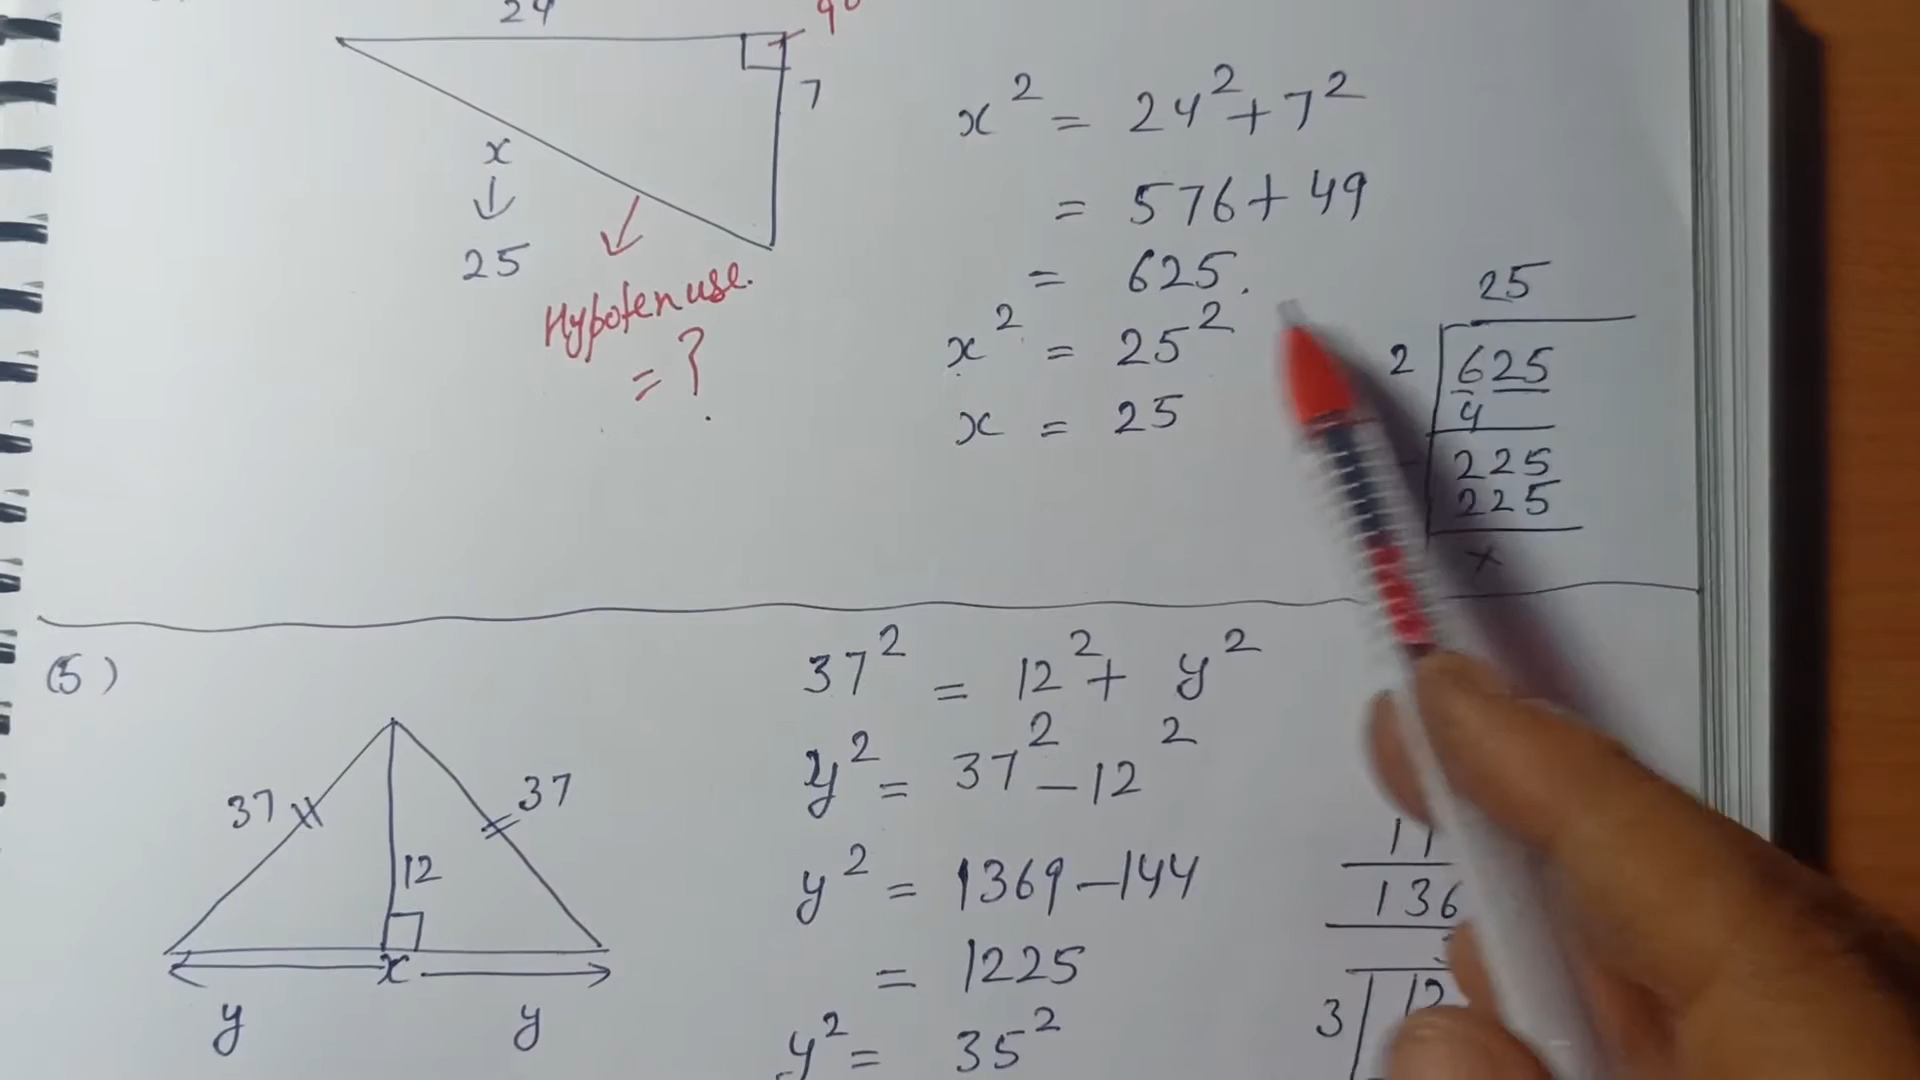 24
90
7
x
↓
25
Hypotenuse.
= ?
x² = 24² + 7²
= 576 + 49
= 625.
x² = 25²
x = 25
25
2 625
4
225
225
x
(5)
37
37
12
x
y y
37² = 12² + y²
y² = 37² - 12²
y² = 1369 - 144
= 1225
y² = 35²
136
3